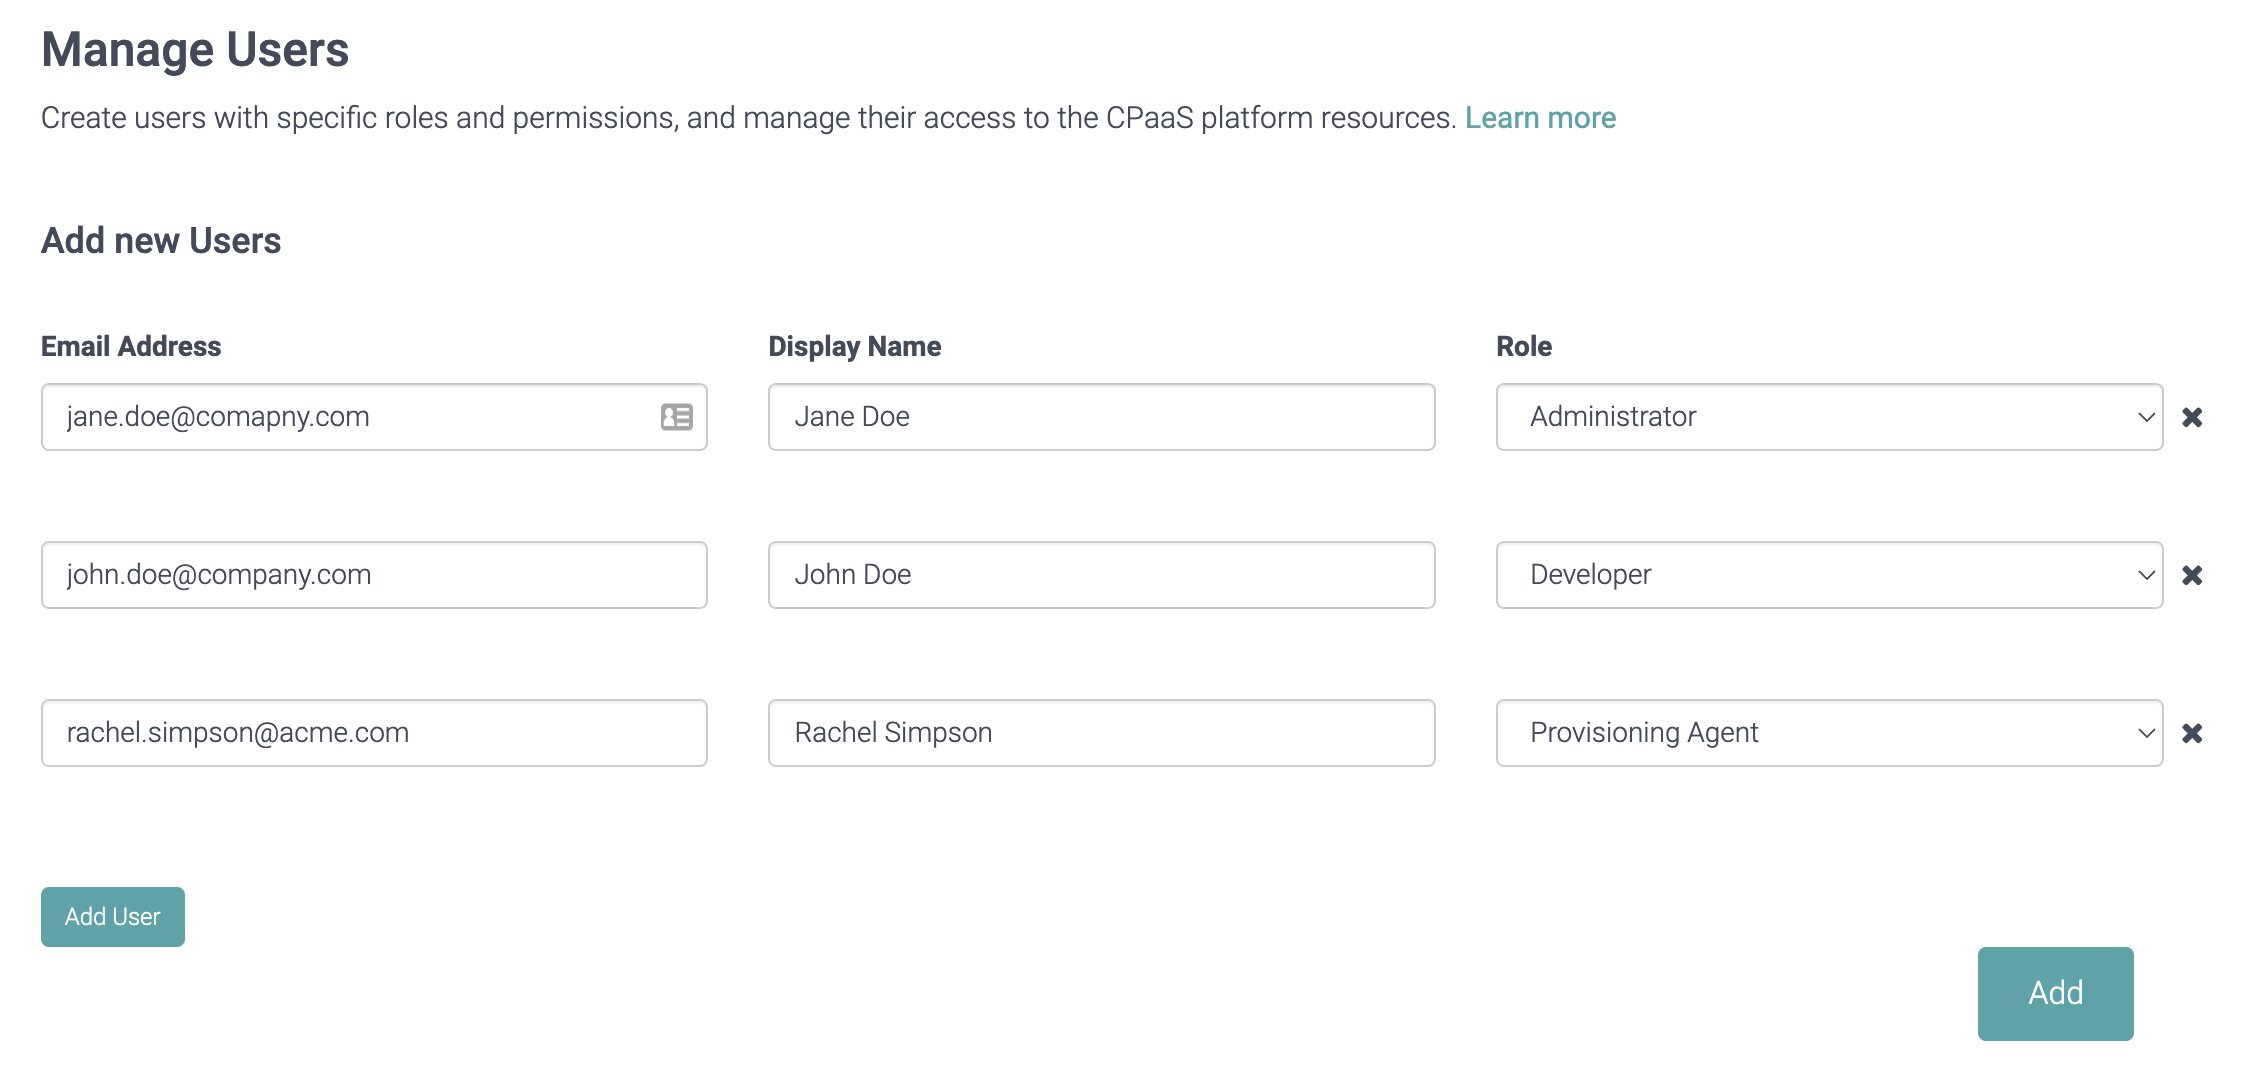 Manage Users
Create users with specific roles and permissions, and manage their access to the CPaaS platform resources. Learn more
Add new Users
Email Address Display Name Role
jane.doe@comapny.com Jane Doe Administrator
john.doe@company.com John Doe Developer
rachel.simpson@acme.com Rachel Simpson Provisioning Agent
Add User
Add